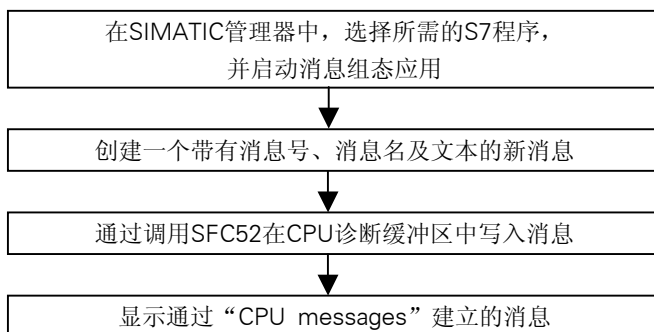 在SIMATIC管理器中，选择所需的S7程序，
并启动消息组态应用
创建一个带有消息号、消息名及文本的新消息
通过调用SFC52在CPU诊断缓冲区中写入消息
显示通过“CPU messages”建立的消息